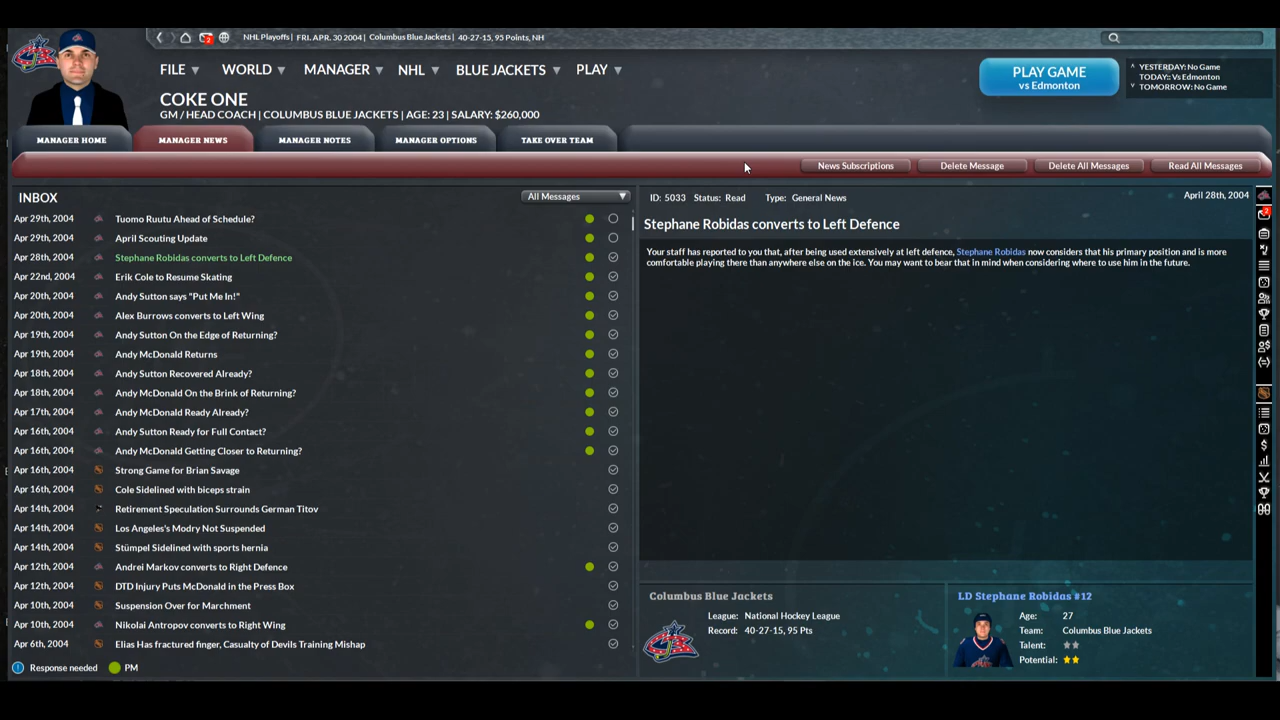 NHL Playoffs | FRI. APR. 30 2004 | Columbus Blue Jackets | 40-27-15, 95 Points, NH
2
FILE WORLD MANAGER NHL BLUE JACKETS PLAY
PLAY GAME
vs Edmonton
YESTERDAY: No Game
TODAY:: Vs Edmonton
TOMORROW: No Game
COKE ONE
GM / HEAD COACH | COLUMBUS BLUE JACKETS | AGE: 23 | SALARY: $260,000
MANAGER HOME MANAGER NEWS MANAGER NOTES MANAGER OPTIONS TAKE OVER TEAM
News Subscriptions Delete Message Delete All Messages Read All Messages
INBOX All Messages
Apr 29th, 2004 Tuomo Ruutu Ahead of Schedule?
Apr 29th, 2004 April Scouting Update
Apr 28th, 2004 Stephane Robidas converts to Left Defence
Apr 22nd, 2004 Erik Cole to Resume Skating
Apr 20th, 2004 Andy Sutton says "Put Me In!"
Apr 20th, 2004 Alex Burrows converts to Left Wing
Apr 19th, 2004 Andy Sutton On the Edge of Returning?
Apr 19th, 2004 Andy McDonald Returns
Apr 18th, 2004 Andy Sutton Recovered Already?
Apr 18th, 2004 Andy McDonald On the Brink of Returning?
Apr 17th, 2004 Andy McDonald Ready Already?
Apr 16th, 2004 Andy Sutton Ready for Full Contact?
Apr 16th, 2004 Andy McDonald Getting Closer to Returning?
Apr 16th, 2004 Strong Game for Brian Savage
Apr 16th, 2004 Cole Sidelined with biceps strain
Apr 14th, 2004 Retirement Speculation Surrounds German Titov
Apr 14th, 2004 Los Angeles's Modry Not Suspended
Apr 14th, 2004 Stümpel Sidelined with sports hernia
Apr 12th, 2004 Andrei Markov converts to Right Defence
Apr 12th, 2004 DTD Injury Puts McDonald in the Press Box
Apr 10th, 2004 Suspension Over for Marchment
Apr 10th, 2004 Nikolai Antropov converts to Right Wing
Apr 6th, 2004 Elias Has fractured finger, Casualty of Devils Training Mishap
Response needed PM
ID: 5033 Status: Read Type: General News April 28th, 2004
Stephane Robidas converts to Left Defence
Your staff has reported to you that, after being used extensively at left defence, Stephane Robidas now considers that his primary position and is more
comfortable playing there than anywhere else on the ice. You may want to bear that in mind when considering where to use him in the future.
Columbus Blue Jackets
League: National Hockey League
Record: 40-27-15, 95 Pts
LD Stephane Robidas #12
Age: 27
Team: Columbus Blue Jackets
Talent:
Potential:
2